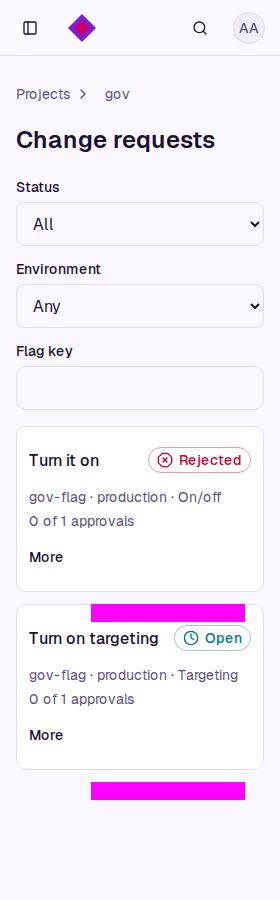 AA
Projects > gov
Change requests
Status
All
Environment
Any
Flag key
Turn it on
Rejected
gov-flag · production · On/off
0 of 1 approvals
More
Turn on targeting
Open
gov-flag · production · Targeting
0 of 1 approvals
More